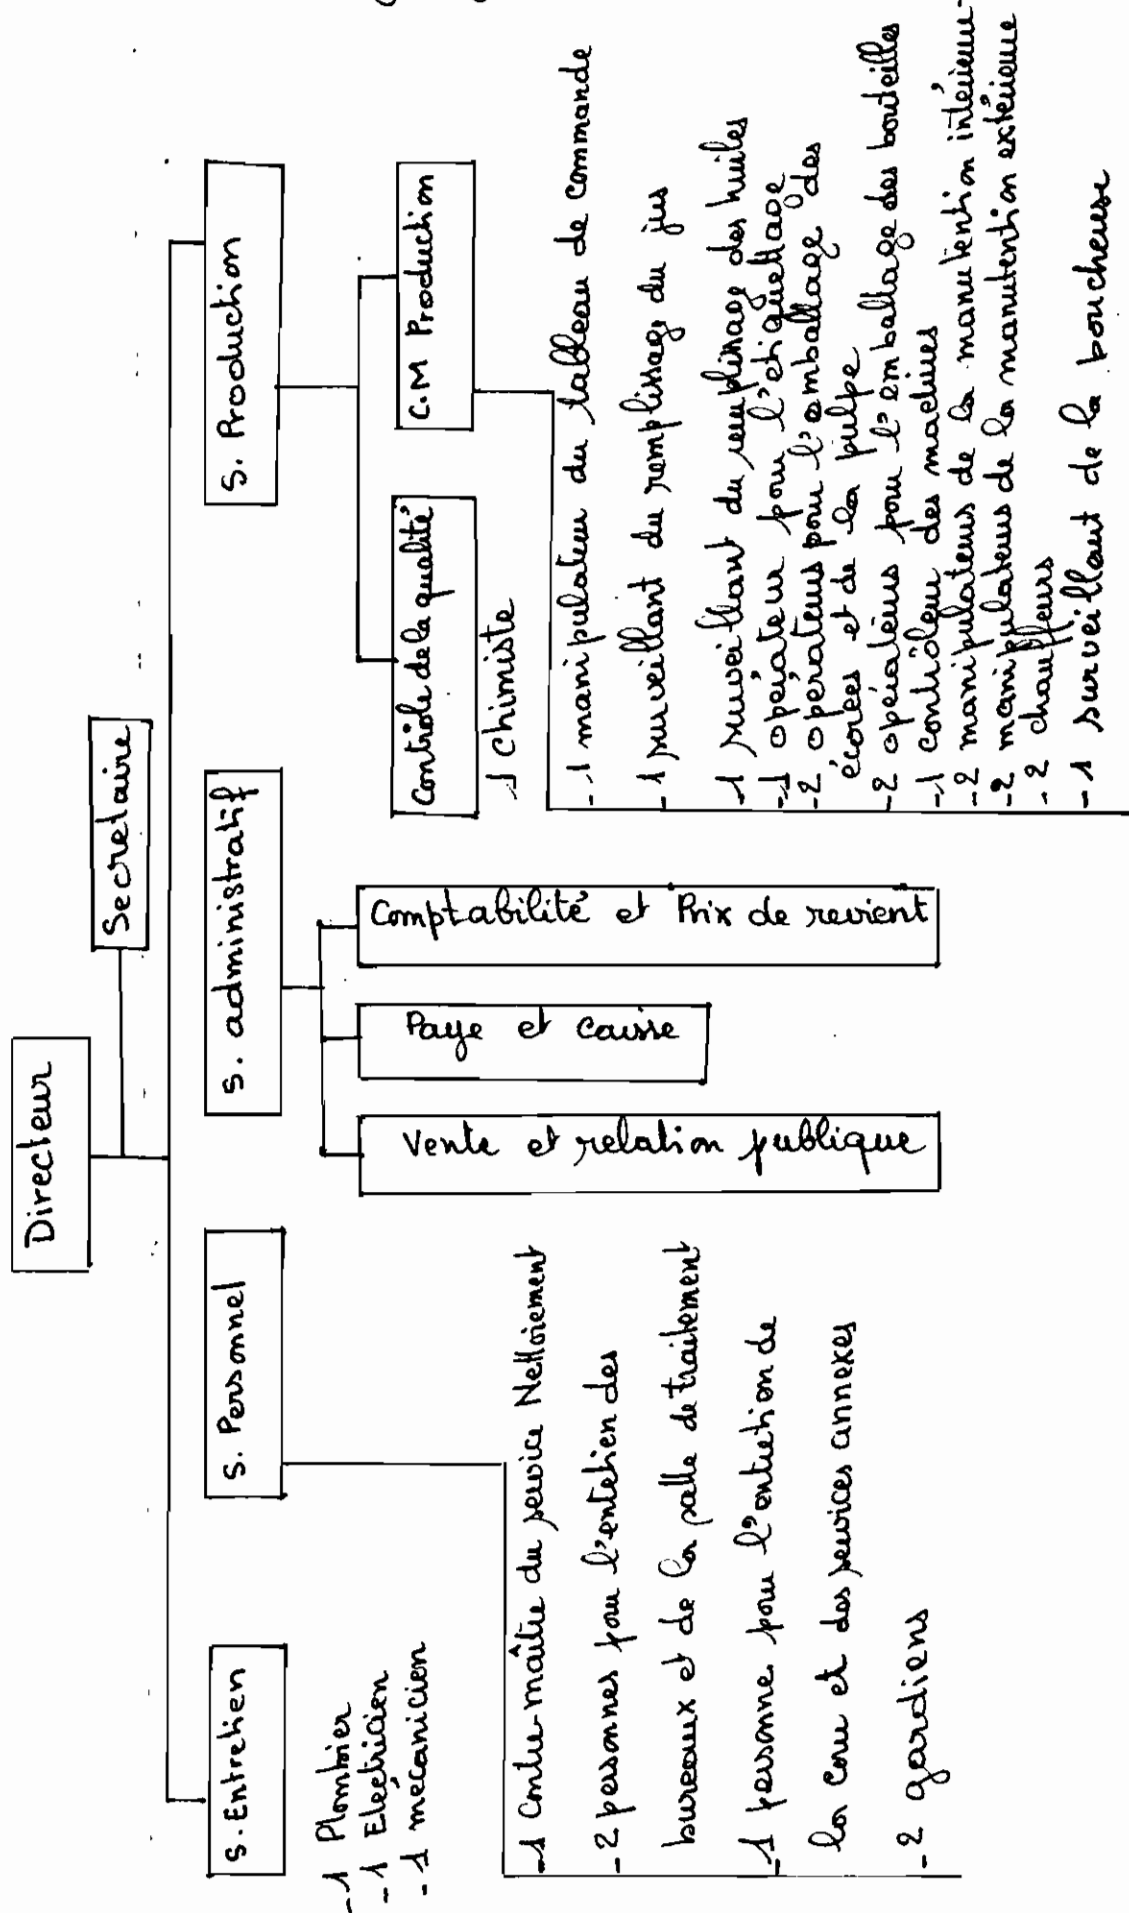 Directeur
Secretaire
S. Entretien
- 1 Plombier
- 1 Electricien
- 1 mécanicien
S. Personnel
- 1 Contre-maître du service Nettoiement
- 2 personnes pour l'entretien des
bureaux et de la salle de traitement
- 1 personne pour l'entretien de
la cour et des services annexes
- 2 gardiens
S. administratif
Vente et relation publique
Paye et caisse
Comptabilité et Prix de revient
S. Production
Contrôle de la qualité
1 Chimiste
C.M Production
- 1 manipulateur du tableau de commande
- 1 surveillant du remplissage du jus
- 1 surveillant du remplissage des huiles
- 1 opérateur pour l'étiquettage
- 2 opérateurs pour l'emballage des
écorces et de la pulpe
- 2 opérateurs pour l'emballage des bouteilles
- 1 contrôleur des machines
- 2 manipulateurs de la manutention intérieure
- 2 manipulateurs de la manutention extérieure
- 2 chauffeurs
- 1 surveillant de la boucheuse